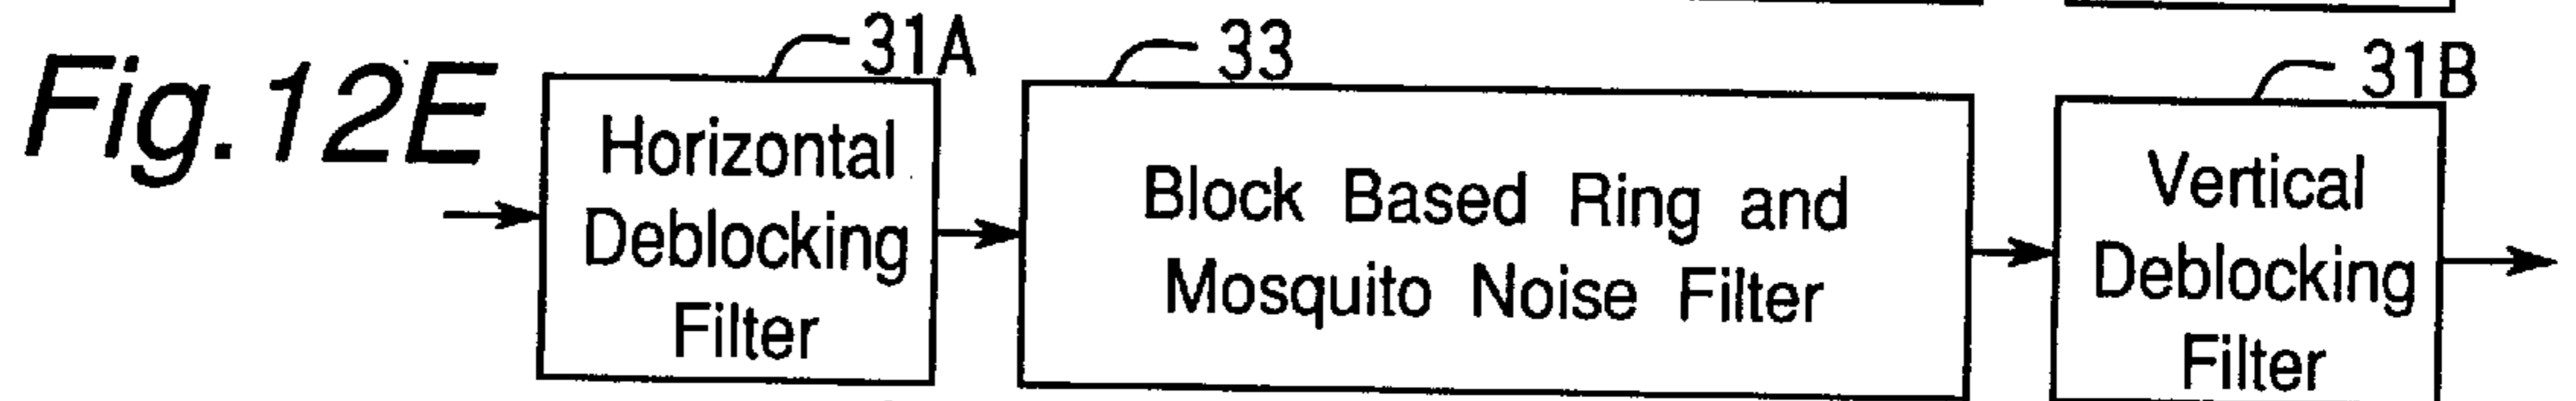 Fig.12E
31A
Horizontal
Deblocking
Filter
33
Block Based Ring and
Mosquito Noise Filter
31B
Vertical
Deblocking
Filter